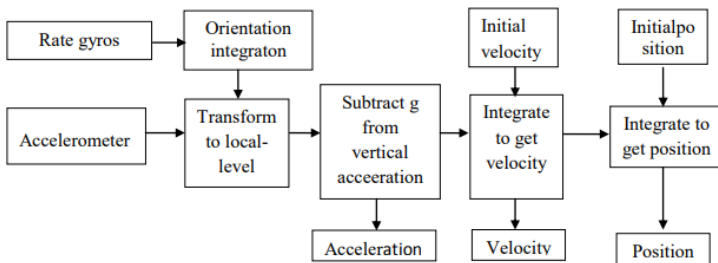 Rate gyros
Orientation
integraton
Initial
velocity
Initialpo
sition
Accelerometer
Transform
to local-
level
Subtract g
from
vertical
acceeration
Integrate
to get
velocity
Integrate to
get position
Acceleration
Velocity
Position